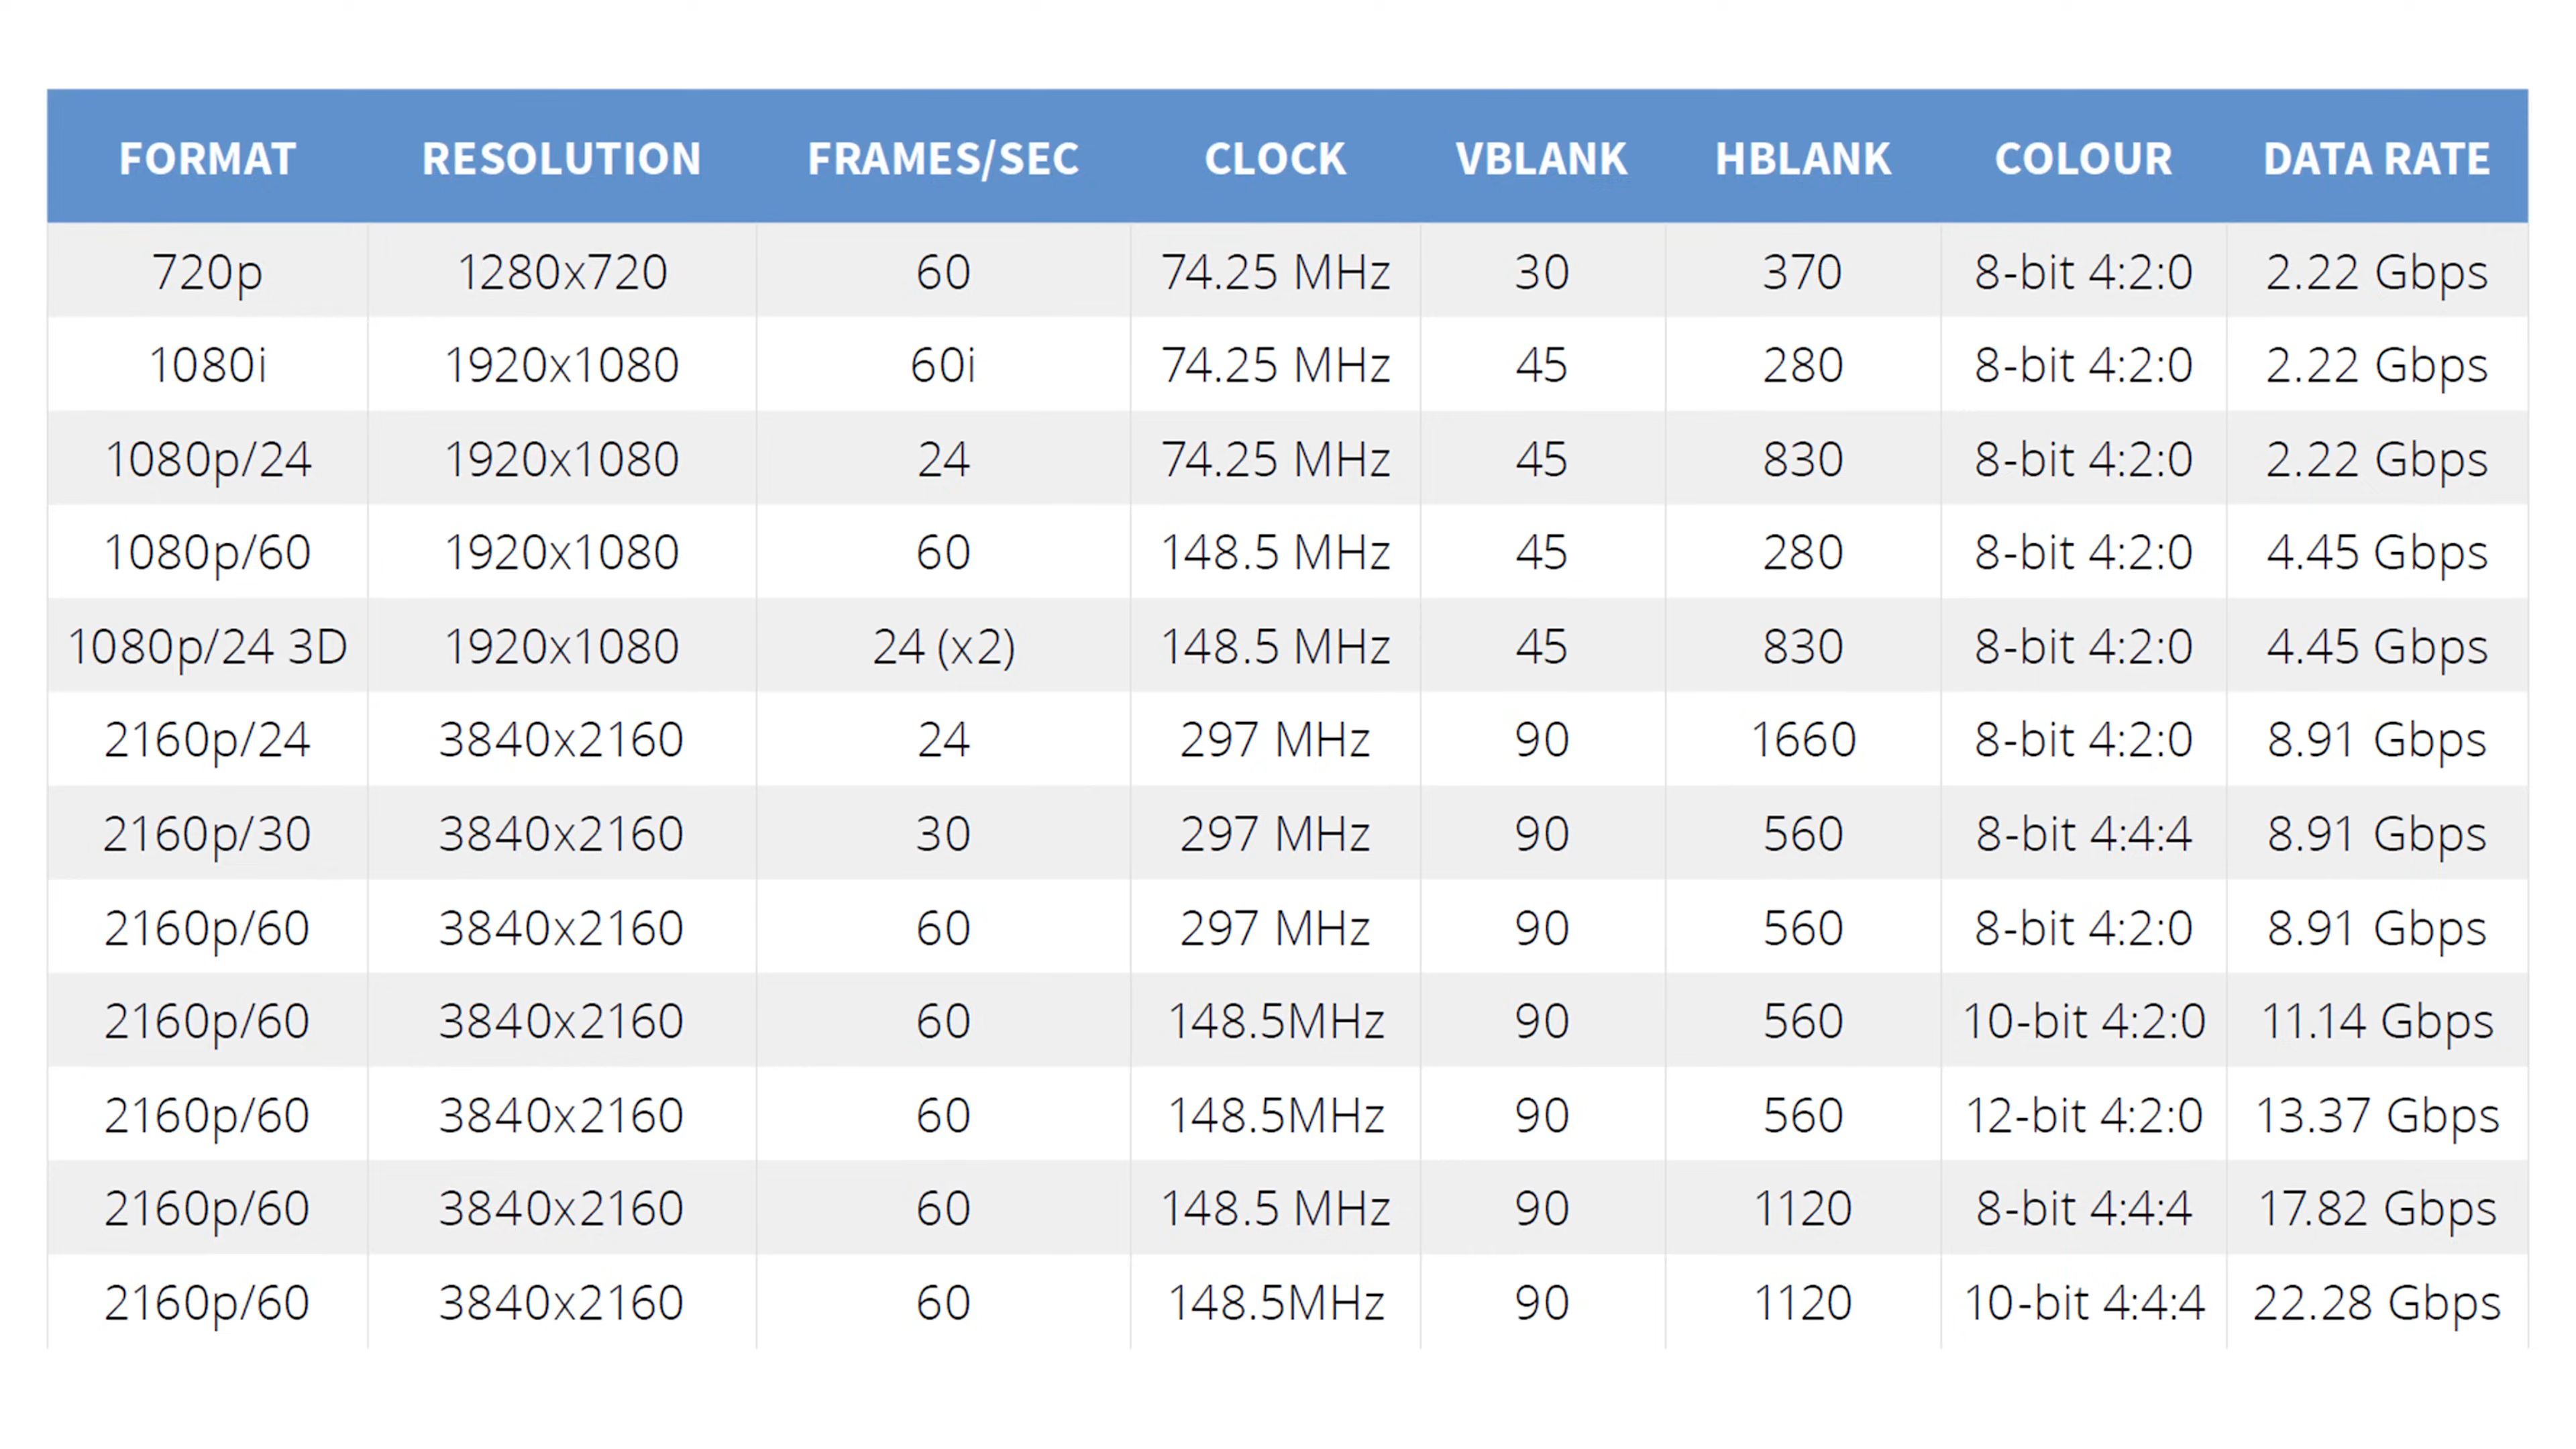 FORMAT RESOLUTION FRAMES/SEC CLOCK VBLANK HBLANK COLOUR DATA RATE
720p 1280x720 60 74.25 MHz 30 370 8-bit 4:2:0 2.22 Gbps
1080i 1920x1080 60i 74.25 MHz 45 280 8-bit 4:2:0 2.22 Gbps
1080p/24 1920x1080 24 74.25 MHz 45 830 8-bit 4:2:0 2.22 Gbps
1080p/60 1920x1080 60 148.5 MHz 45 280 8-bit 4:2:0 4.45 Gbps
1080p/24 3D 1920x1080 24 (x2) 148.5 MHz 45 830 8-bit 4:2:0 4.45 Gbps
2160p/24 3840x2160 24 297 MHz 90 1660 8-bit 4:2:0 8.91 Gbps
2160p/30 3840x2160 30 297 MHz 90 560 8-bit 4:4:4 8.91 Gbps
2160p/60 3840x2160 60 297 MHz 90 560 8-bit 4:2:0 8.91 Gbps
2160p/60 3840x2160 60 148.5MHz 90 560 10-bit 4:2:0 11.14 Gbps
2160p/60 3840x2160 60 148.5MHz 90 560 12-bit 4:2:0 13.37 Gbps
2160p/60 3840x2160 60 148.5 MHz 90 1120 8-bit 4:4:4 17.82 Gbps
2160p/60 3840x2160 60 148.5MHz 90 1120 10-bit 4:4:4 22.28 Gbps